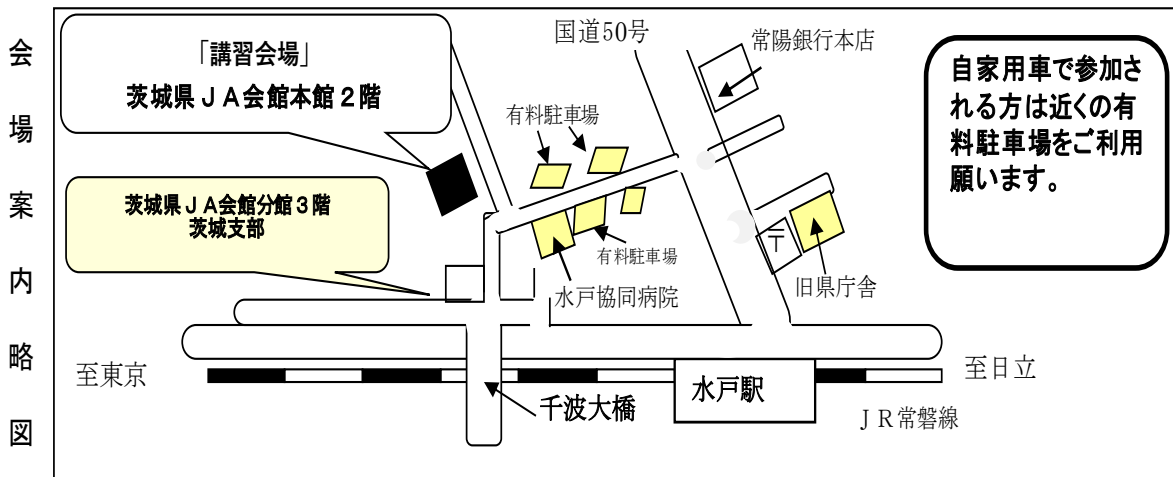 会場案内略図
「講習会場」
茨城県ＪＡ会館本館２階
国道50号
常陽銀行本店
自家用車で参加さ
れる方は近くの有
料駐車場をご利用
願います。
有料駐車場
茨城県ＪＡ会館分館３階
茨城支部
〒
有料駐車場
水戸協同病院
旧県庁舎
至東京
水戸駅
至日立
千波大橋
ＪＲ常磐線